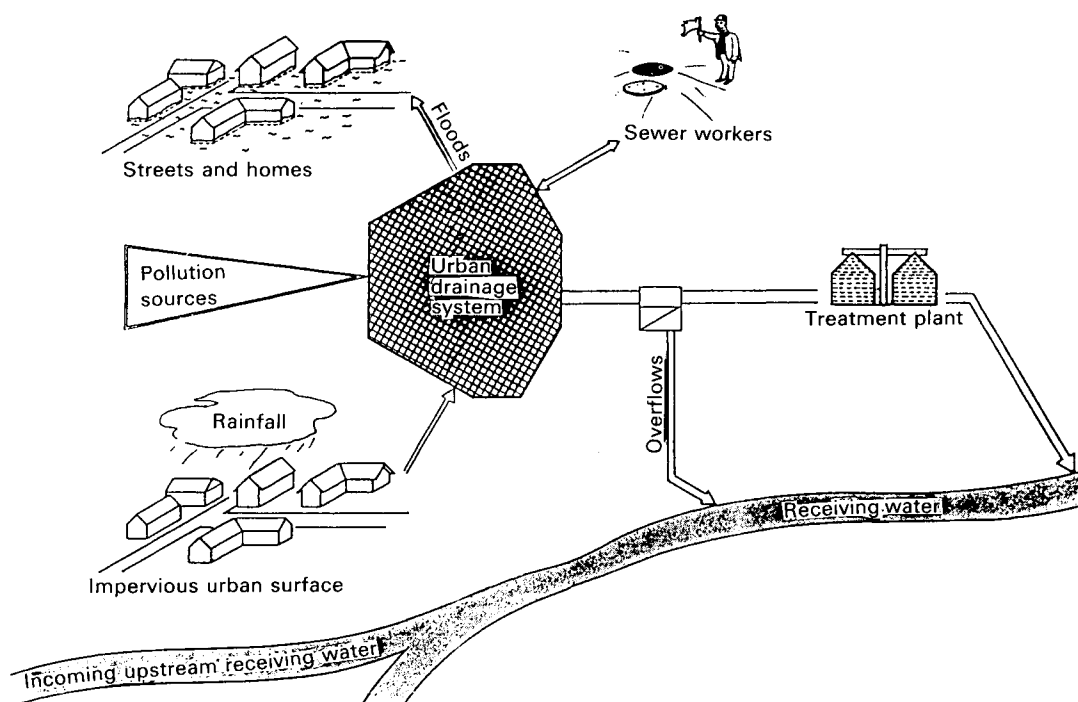 Floods
Sewer workers
Streets and homes
Pollution
sources
Urban
drainage
system
Treatment plant
Overflows
Rainfall
Receiving water
Impervious urban surface
Incoming upstream receiving water